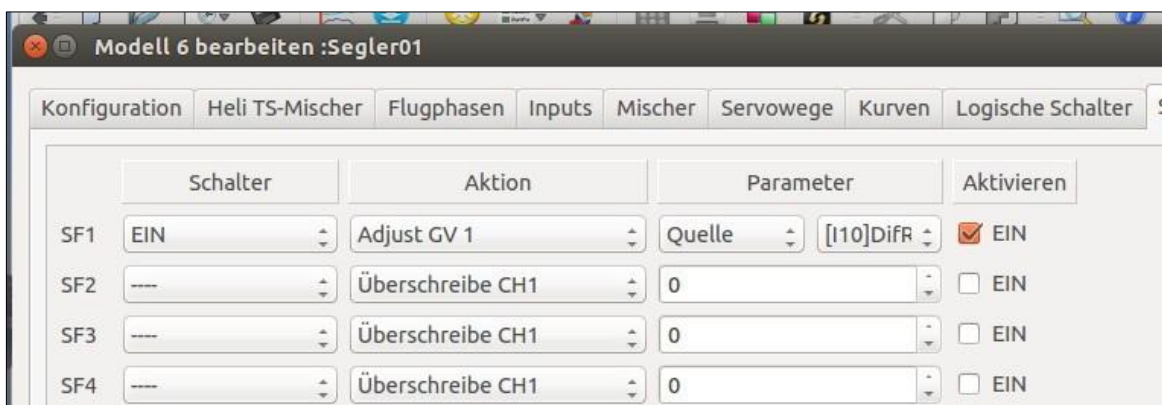 Modell 6 bearbeiten :Segler01
Konfiguration Heli TS-Mischer Flugphasen Inputs Mischer Servowege Kurven Logische Schalter S
Schalter Aktion Parameter Aktivieren
SF1 EIN Adjust GV 1 Quelle [I10]DifR EIN
SF2 ---- Überschreibe CH1 0 EIN
SF3 ---- Überschreibe CH1 0 EIN
SF4 ---- Überschreibe CH1 0 EIN